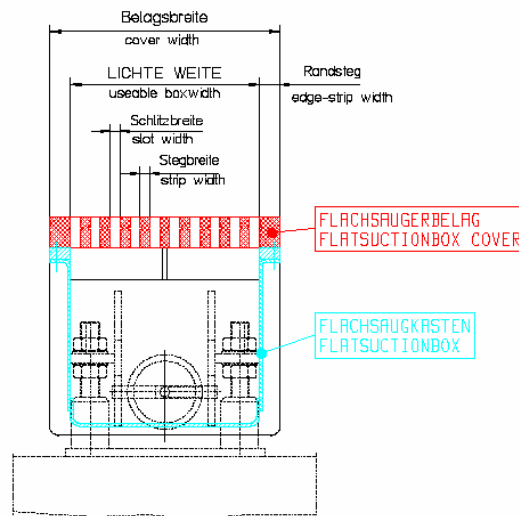 Belagsbreite
cover width
LICHTE WEITE
useable boxwidth
Randsteg
edge-strip width
Schlitzbreite
slot width
Stegbreite
strip width
FLACHSAUGERBELAG
FLATSUCTIONBOX COVER
FLACHSAUGKASTEN
FLATSUCTIONBOX